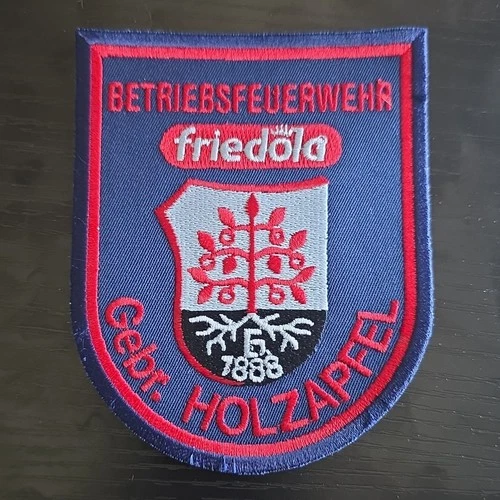 BETRIEBSFEUERWEHR
friedola
G
1888
Gebr. HOLZAPFEL